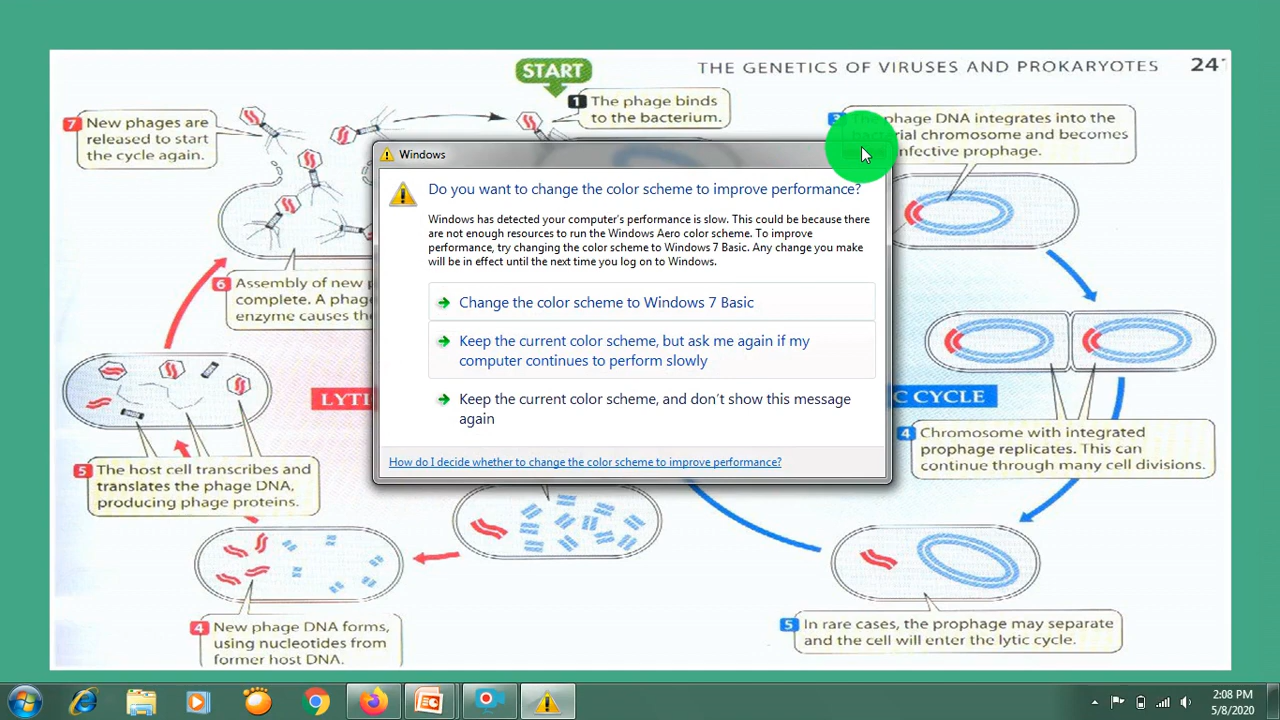 START
THE GENETICS OF VIRUSES AND PROKARYOTES 241
1 The phage binds
to the bacterium.
7 New phages are
released to start
the cycle again.
3 The phage DNA integrates into the
bacterial chromosome and becomes
infective prophage.
Windows
Do you want to change the color scheme to improve performance?
Windows has detected your computer's performance is slow. This could be because there
are not enough resources to run the Windows Aero color scheme. To improve
performance, try changing the color scheme to Windows 7 Basic. Any change you make
will be in effect until the next time you log on to Windows.
Change the color scheme to Windows 7 Basic
Keep the current color scheme, but ask me again if my
computer continues to perform slowly
Keep the current color scheme, and don't show this message
again
How do I decide whether to change the color scheme to improve performance?
6 Assembly of new
complete. A phag
enzyme causes the
LYTI
C CYCLE
4 Chromosome with integrated
prophage replicates. This can
continue through many cell divisions.
5 The host cell transcribes and
translates the phage DNA,
producing phage proteins.
4 New phage DNA forms,
using nucleotides from
former host DNA.
5 In rare cases, the prophage may separate
and the cell will enter the lytic cycle.
2:08 PM
5/8/2020